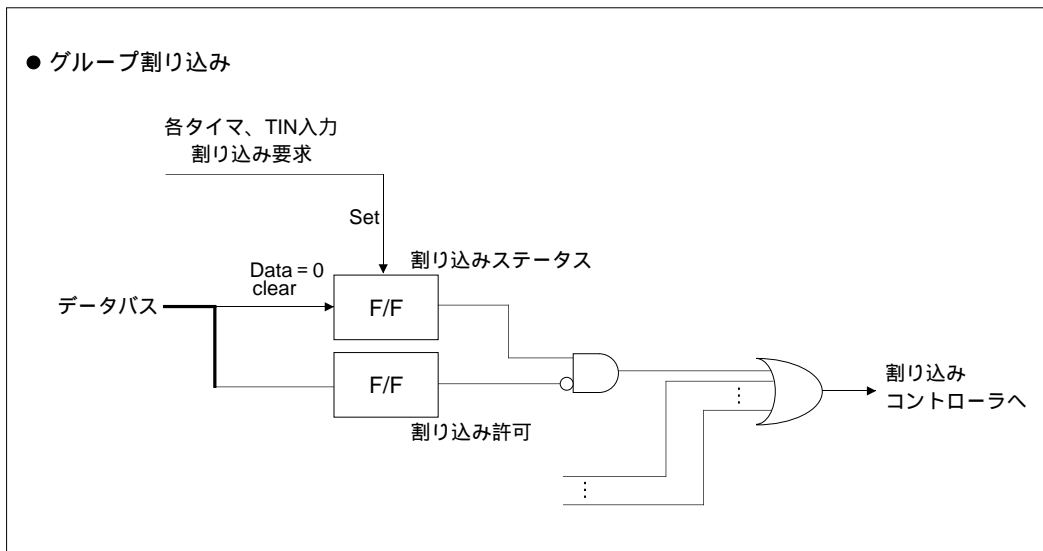 ● グループ割り込み
各タイマ、TIN入力
割り込み要求
Set
割り込みステータス
Data = 0
clear
データバス
F/F
F/F
割り込み許可
割り込み
コントローラへ